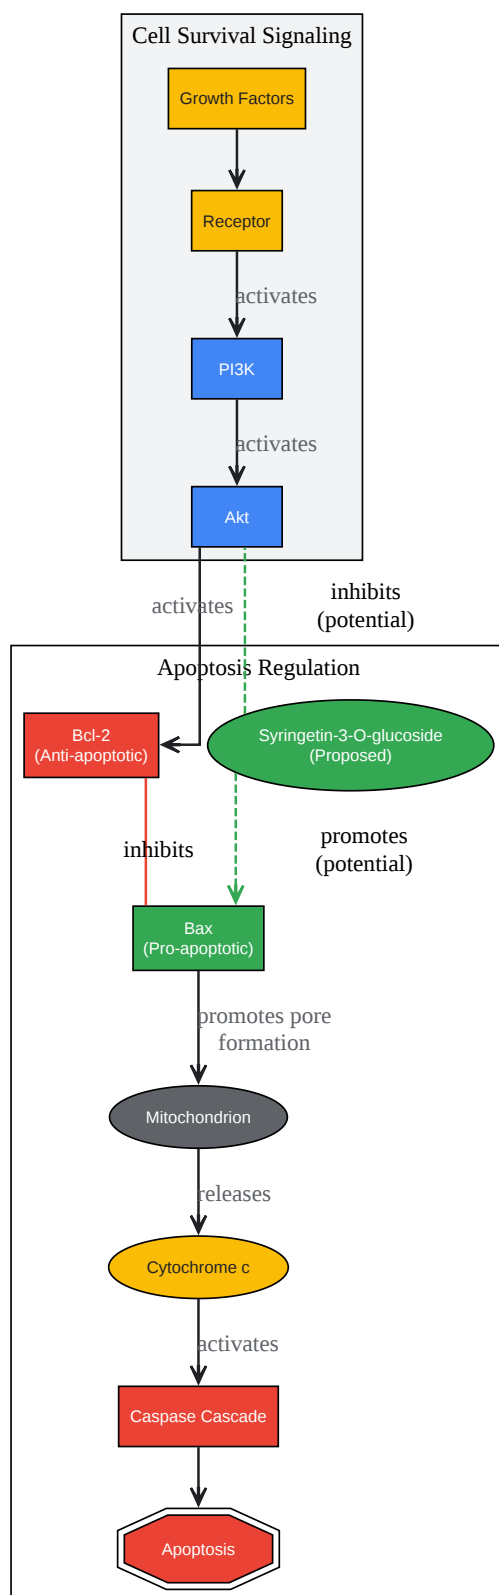 Cell Survival Signaling
Growth Factors
Receptor
activates
PI3K
activates
Akt
activates
inhibits
(potential)
Apoptosis Regulation
Bcl-2
(Anti-apoptotic)
Syringetin-3-O-glucoside
(Proposed)
inhibits
promotes
(potential)
Bax
(Pro-apoptotic)
promotes pore
formation
Mitochondrion
releases
Cytochrome c
activates
Caspase Cascade
Apoptosis